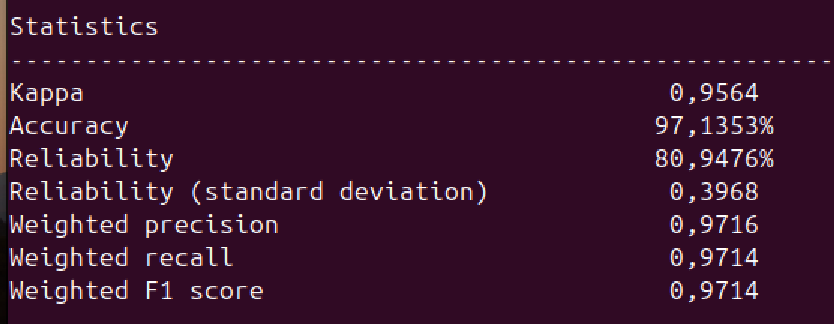 Statistics
------------------------------------------------------
Kappa 0,9564
Accuracy 97,1353%
Reliability 80,9476%
Reliability (standard deviation) 0,3968
Weighted precision 0,9716
Weighted recall 0,9714
Weighted F1 score 0,9714